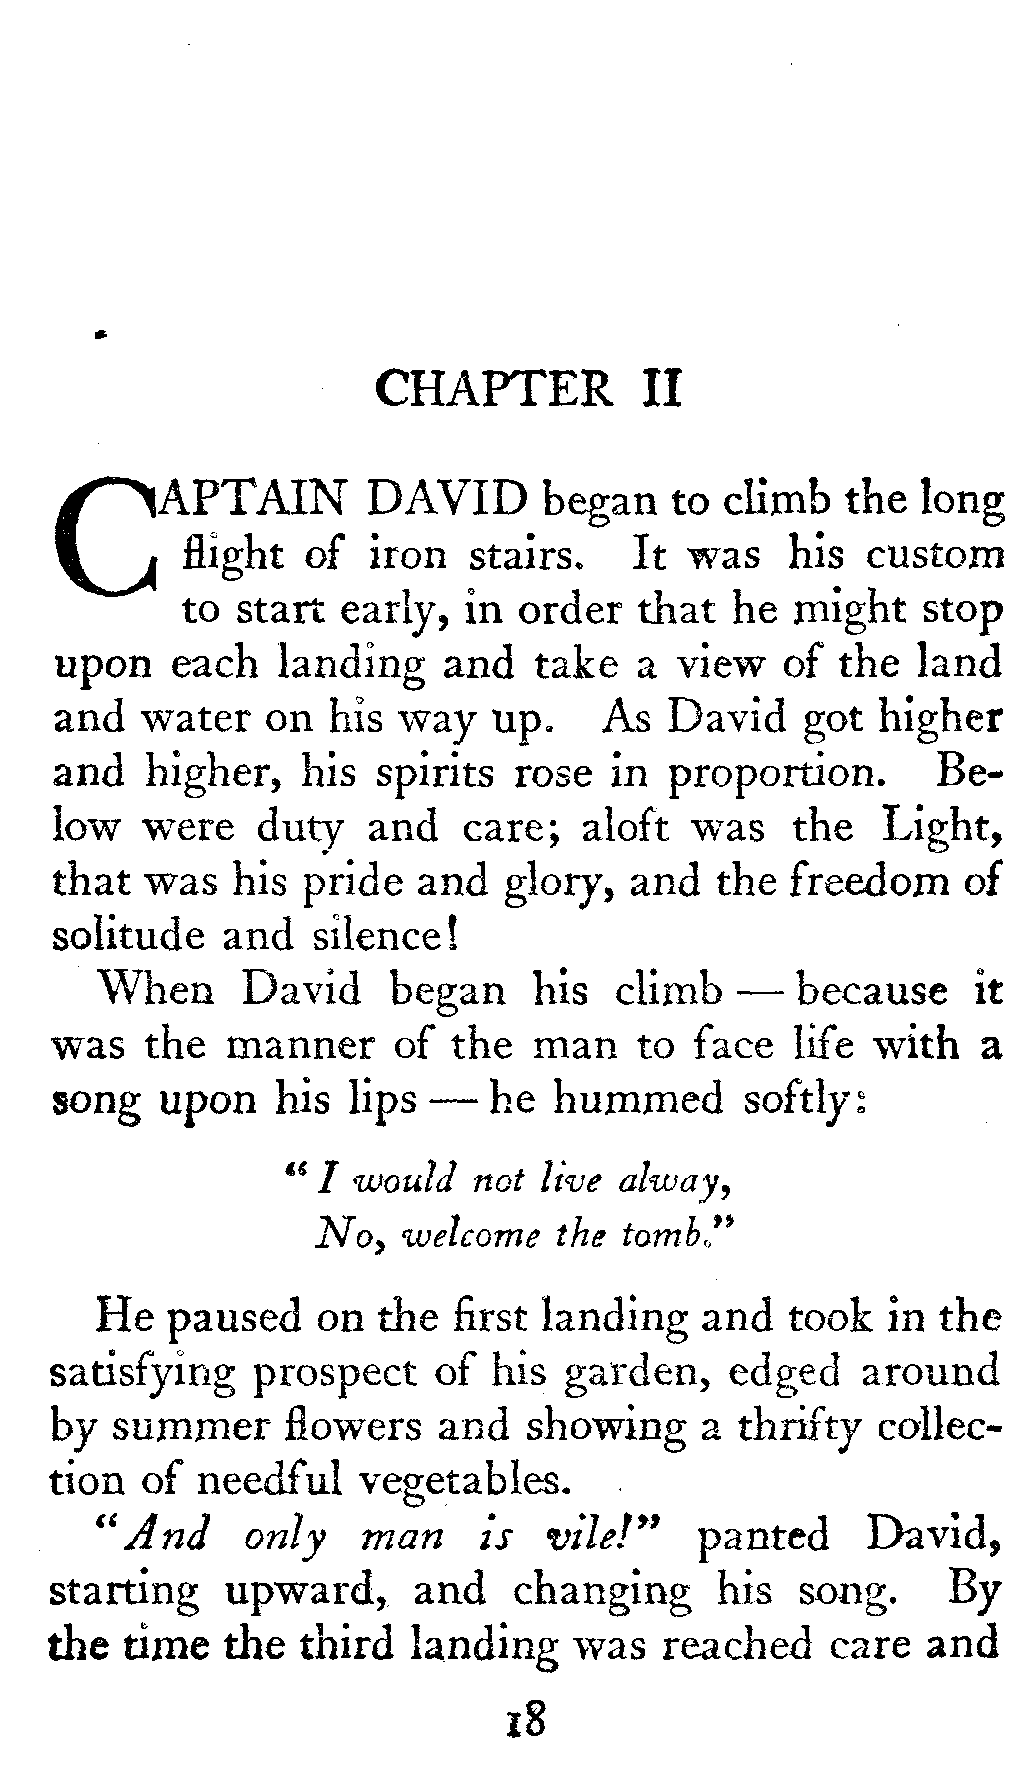 CHAPTER II
CAPTAIN DAVID began to climb the long
flight of iron stairs. It was his custom
to start early, in order that he might stop
upon each landing and take a view of the land
and water on his way up. As David got higher
and higher, his spirits rose in proportion. Be-
low were duty and care; aloft was the Light,
that was his pride and glory, and the freedom of
solitude and silence!
When David began his climb — because it
was the manner of the man to face life with a
song upon his lips — he hummed softly:
"I would not live alway,
No, welcome the tomb."
He paused on the first landing and took in the
satisfying prospect of his garden, edged around
by summer flowers and showing a thrifty collec-
tion of needful vegetables.
"And only man is vile!" panted David,
starting upward, and changing his song. By
the time the third landing was reached care and
18